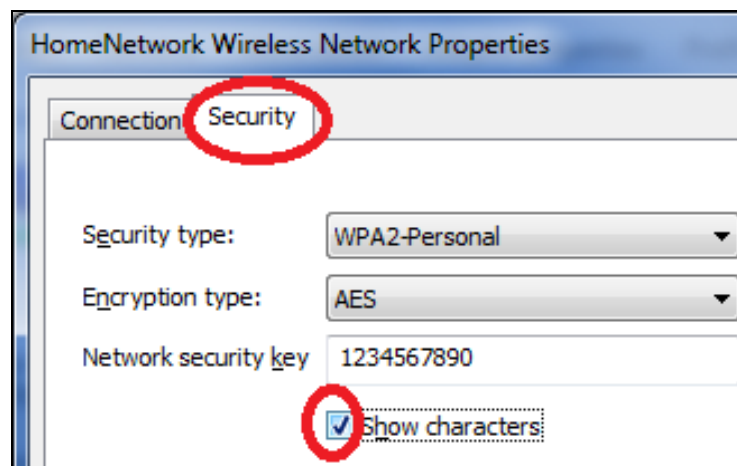 HomeNetwork Wireless Network Properties
Connection Security
Security type: WPA2-Personal
Encryption type: AES
Network security key 1234567890
Show characters